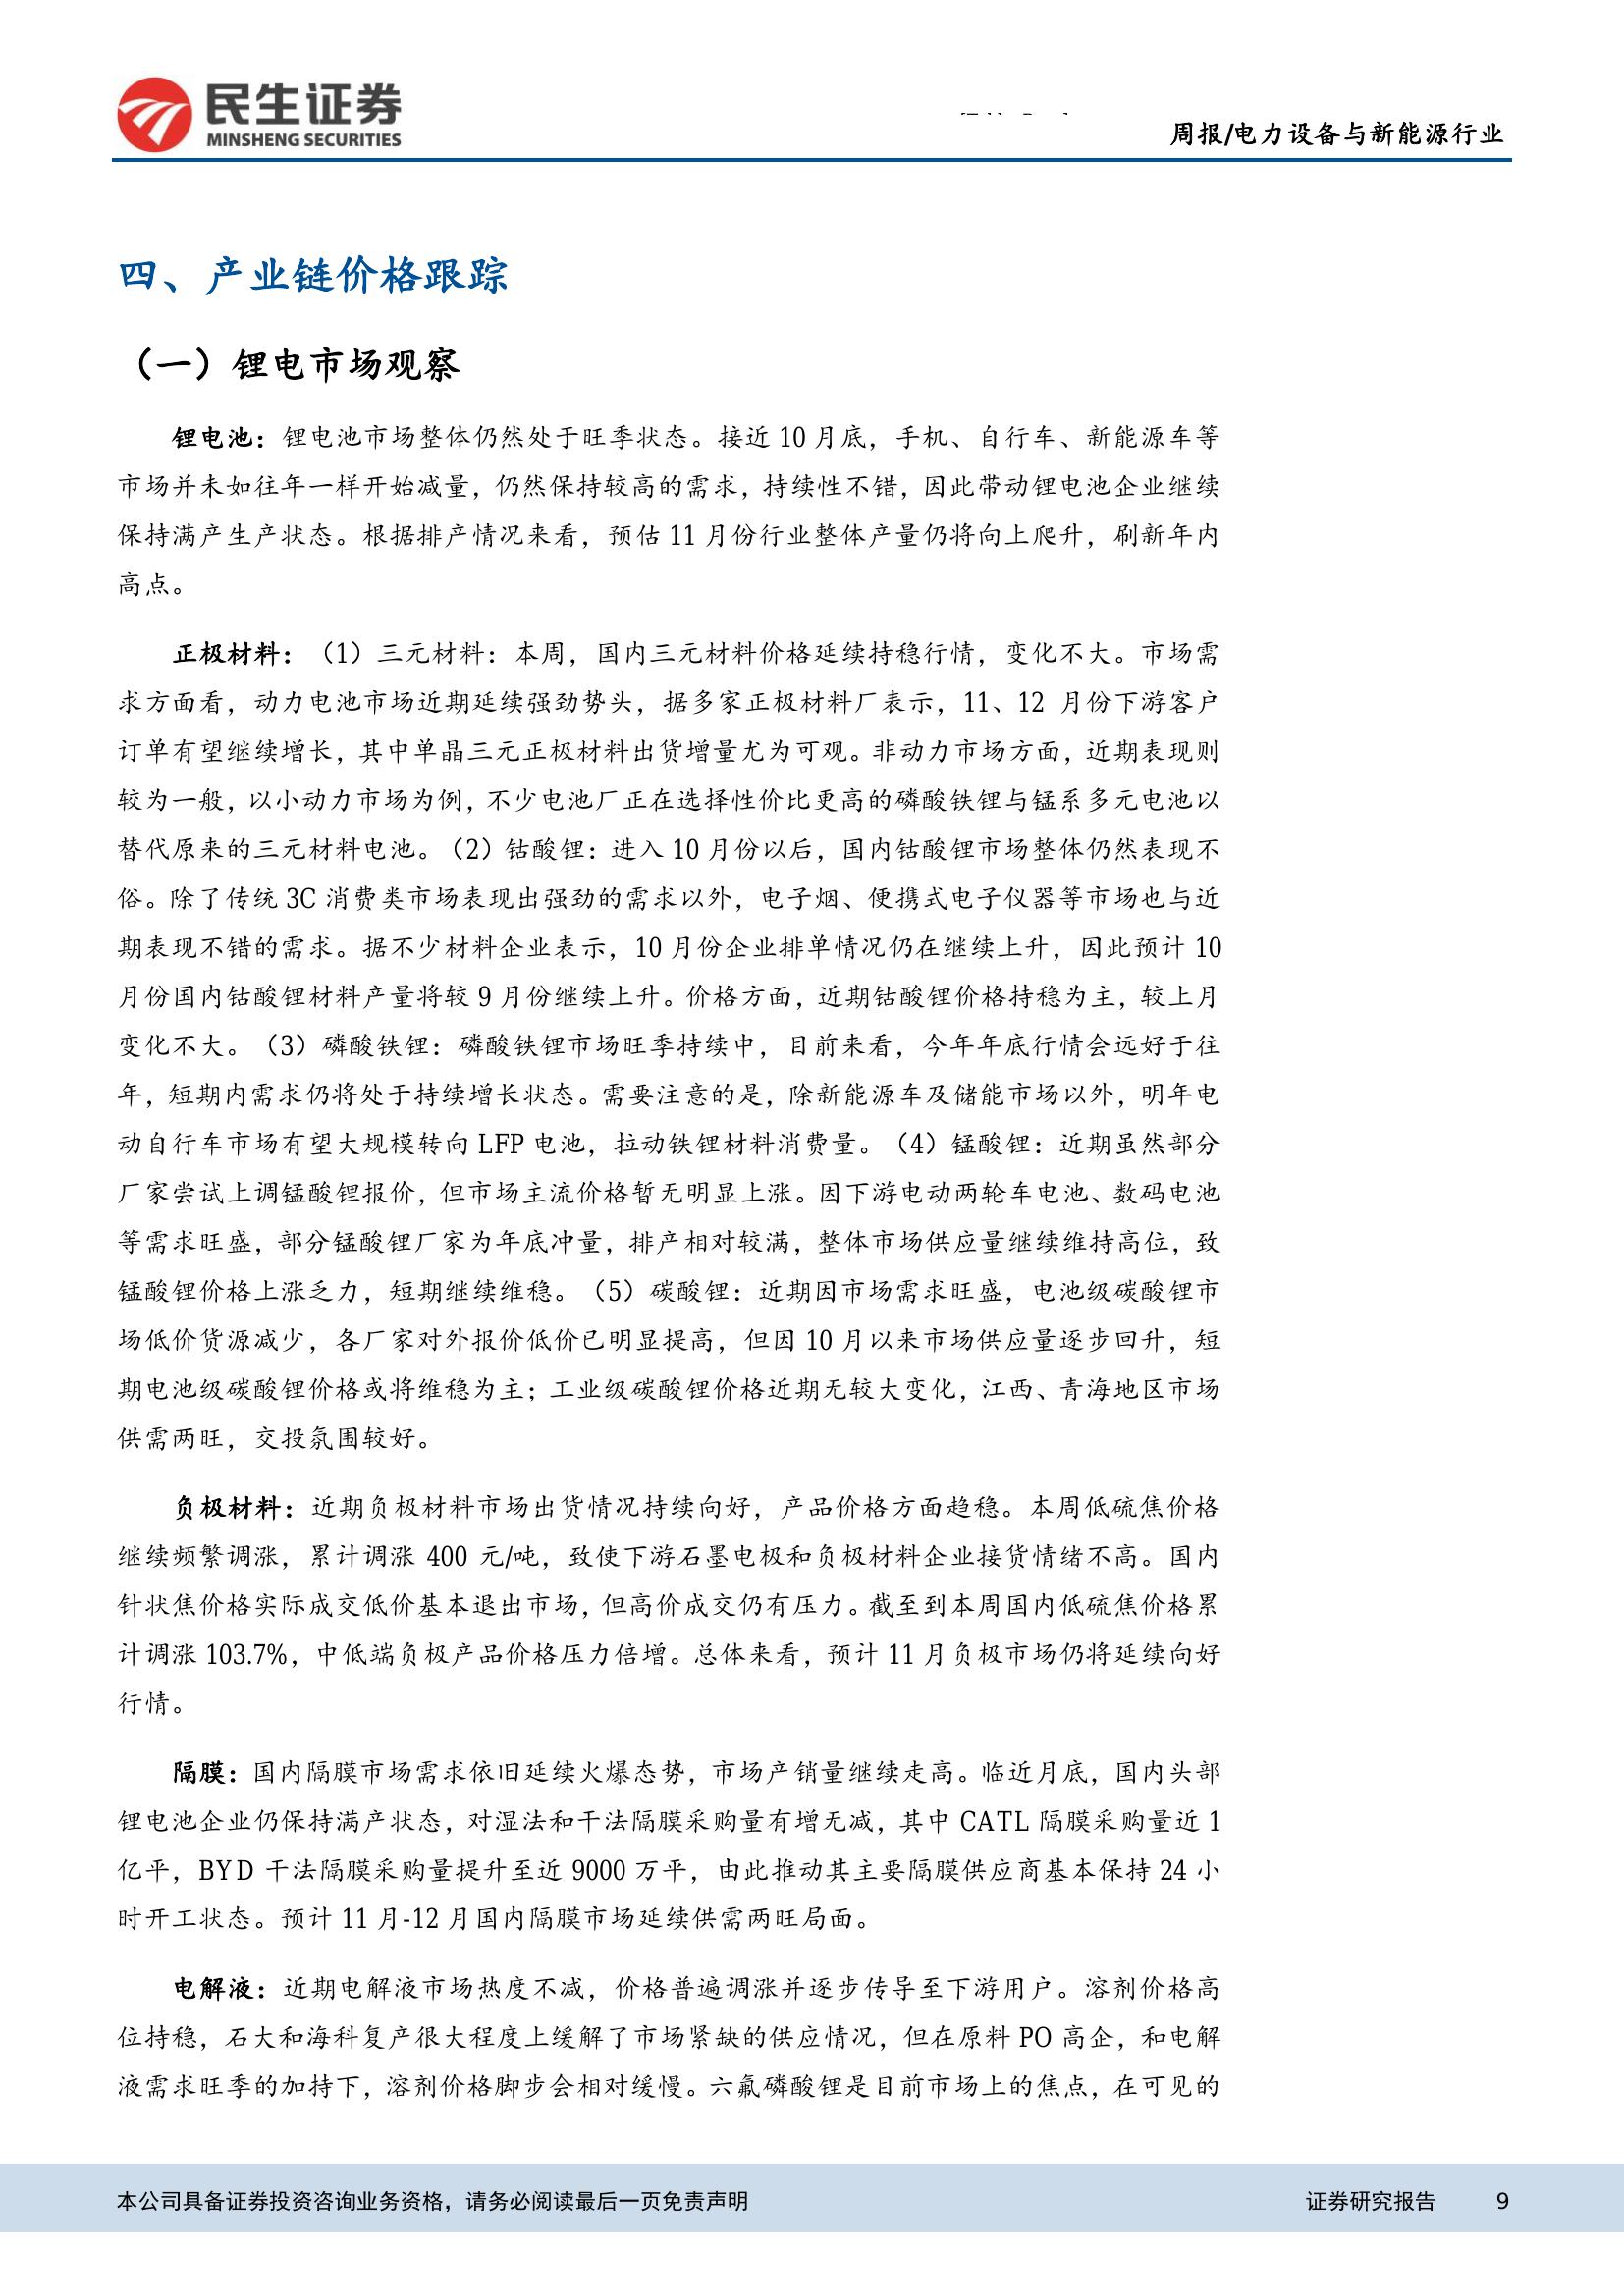 民生证券
MINSHENG SECURITIES
周报/电力设备与新能源行业
四、产业链价格跟踪
（一）锂电市场观察
锂电池：锂电池市场整体仍然处于旺季状态。接近 10 月底，手机、自行车、新能源车等
市场并未如往年一样开始减量，仍然保持较高的需求，持续性不错，因此带动锂电池企业继续
保持满产生产状态。根据排产情况来看，预估 11 月份行业整体产量仍将向上爬升，刷新年内
高点。
正极材料：（1）三元材料：本周，国内三元材料价格延续持稳行情，变化不大。市场需
求方面看，动力电池市场近期延续强劲势头，据多家正极材料厂表示，11、12 月份下游客户
订单有望继续增长，其中单晶三元正极材料出货增量尤为可观。非动力市场方面，近期表现则
较为一般，以小动力市场为例，不少电池厂正在选择性价比更高的磷酸铁锂与锰系多元电池以
替代原来的三元材料电池。（2）钴酸锂：进入 10 月份以后，国内钴酸锂市场整体仍然表现不
俗。除了传统 3C 消费类市场表现出强劲的需求以外，电子烟、便携式电子仪器等市场也与近
期表现不错的需求。据不少材料企业表示，10 月份企业排单情况仍在继续上升，因此预计 10
月份国内钴酸锂材料产量将较 9 月份继续上升。价格方面，近期钴酸锂价格持稳为主，较上月
变化不大。（3）磷酸铁锂：磷酸铁锂市场旺季持续中，目前来看，今年年底行情会远好于往
年，短期内需求仍将处于持续增长状态。需要注意的是，除新能源车及储能市场以外，明年电
动自行车市场有望大规模转向 LFP 电池，拉动铁锂材料消费量。（4）锰酸锂：近期虽然部分
厂家尝试上调锰酸锂报价，但市场主流价格暂无明显上涨。因下游电动两轮车电池、数码电池
等需求旺盛，部分锰酸锂厂家为年底冲量，排产相对较满，整体市场供应量继续维持高位，致
锰酸锂价格上涨乏力，短期继续维稳。（5）碳酸锂：近期因市场需求旺盛，电池级碳酸锂市
场低价货源减少，各厂家对外报价低价已明显提高，但因 10 月以来市场供应量逐步回升，短
期电池级碳酸锂价格或将维稳为主；工业级碳酸锂价格近期无较大变化，江西、青海地区市场
供需两旺，交投氛围较好。
负极材料：近期负极材料市场出货情况持续向好，产品价格方面趋稳。本周低硫焦价格
继续频繁调涨，累计调涨 400 元/吨，致使下游石墨电极和负极材料企业接货情绪不高。国内
针状焦价格实际成交低价基本退出市场，但高价成交仍有压力。截至到本周国内低硫焦价格累
计调涨 103.7%，中低端负极产品价格压力倍增。总体来看，预计 11 月负极市场仍将延续向好
行情。
隔膜：国内隔膜市场需求依旧延续火爆态势，市场产销量继续走高。临近月底，国内头部
锂电池企业仍保持满产状态，对湿法和干法隔膜采购量有增无减，其中 CATL 隔膜采购量近 1
亿平，BYD 干法隔膜采购量提升至近 9000 万平，由此推动其主要隔膜供应商基本保持 24 小
时开工状态。预计 11 月-12 月国内隔膜市场延续供需两旺局面。
电解液：近期电解液市场热度不减，价格普遍调涨并逐步传导至下游用户。溶剂价格高
位持稳，石大和海科复产很大程度上缓解了市场紧缺的供应情况，但在原料 PO 高企，和电解
液需求旺季的加持下，溶剂价格脚步会相对缓慢。六氟磷酸锂是目前市场上的焦点，在可见的
本公司具备证券投资咨询业务资格，请务必阅读最后一页免责声明
证券研究报告 9